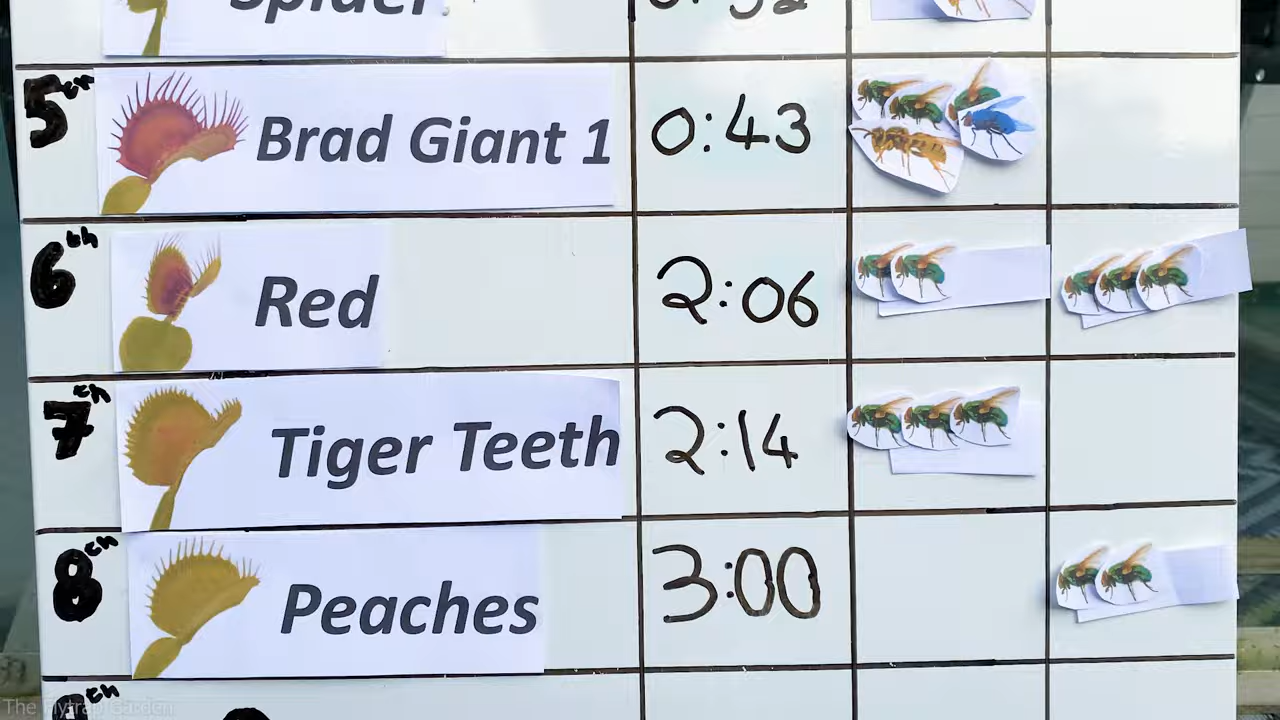 Spider
5th Brad Giant 1 0:43
6th Red 2:06
7th Tiger Teeth 2:14
8th Peaches 3:00
The Flytrap Garden